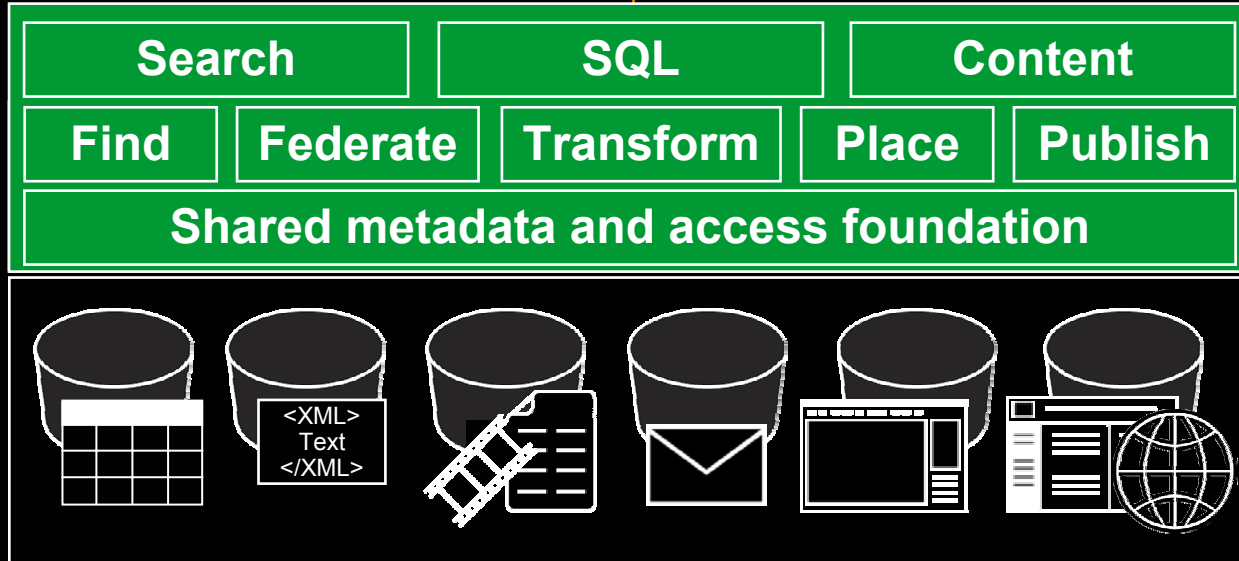 Search SQL Content
Find Federate Transform Place Publish
Shared metadata and access foundation
<XML>
Text
</XML>